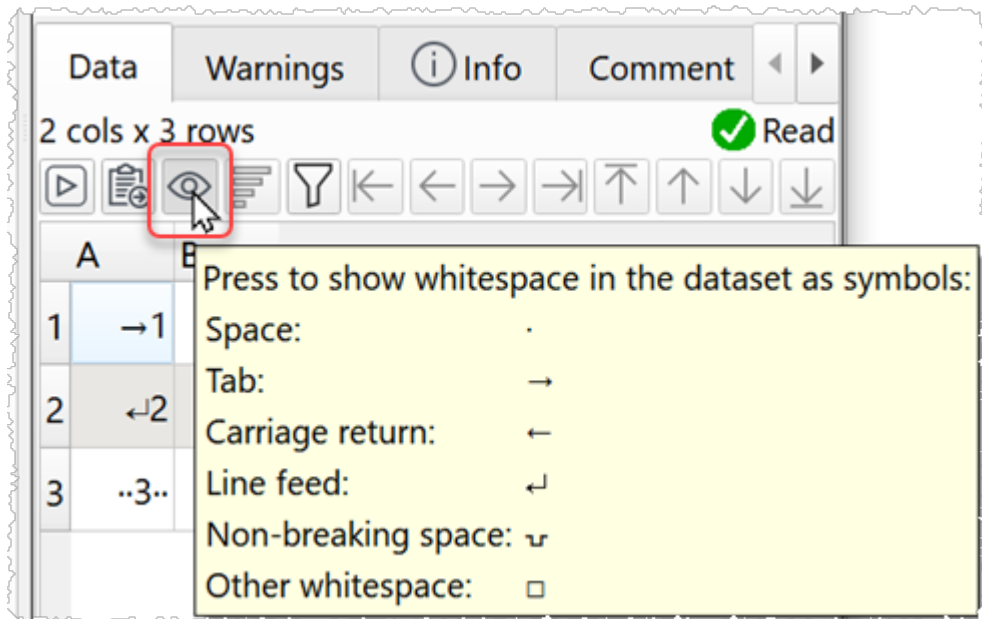 Data Warnings Info Comment
2 cols x 3 rows Read
A B
1 →1
2 ↵2
3 ··3··
Press to show whitespace in the dataset as symbols:
Space: ·
Tab: →
Carriage return: ←
Line feed: ↵
Non-breaking space: ⍽
Other whitespace: □